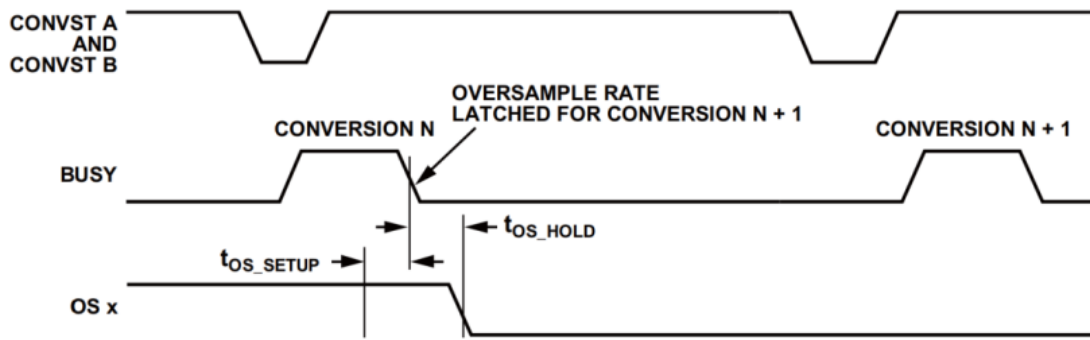 CONVST A
AND
CONVST B
OVERSAMPLE RATE
LATCHED FOR CONVERSION N + 1
CONVERSION N
CONVERSION N + 1
BUSY
tOS_HOLD
tOS_SETUP
OS x